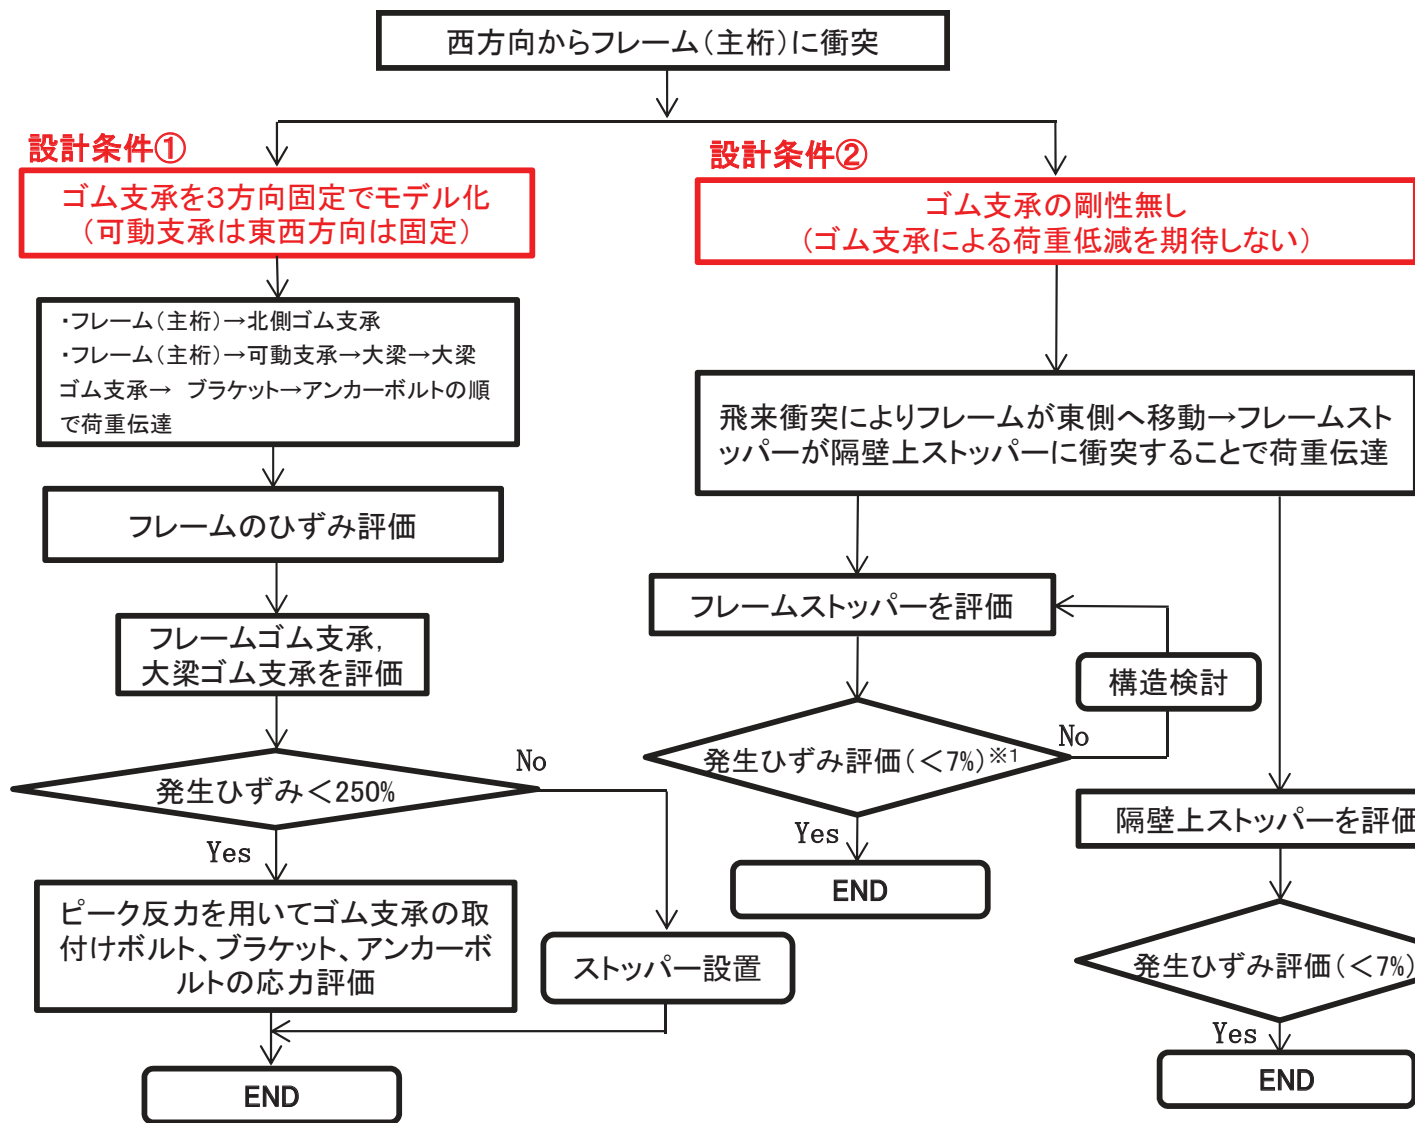 西方向からフレーム（主桁）に衝突
設計条件①
ゴム支承を３方向固定でモデル化
（可動支承は東西方向は固定）
・フレーム（主桁）→北側ゴム支承
・フレーム（主桁）→可動支承→大梁→大梁
ゴム支承→ ブラケット→アンカーボルトの順
で荷重伝達
フレームのひずみ評価
フレームゴム支承，
大梁ゴム支承を評価
発生ひずみ＜250%
No
Yes
ピーク反力を用いてゴム支承の取
付けボルト、ブラケット、アンカーボ
ルトの応力評価
ストッパー設置
END
設計条件②
ゴム支承の剛性無し
（ゴム支承による荷重低減を期待しない）
飛来衝突によりフレームが東側へ移動→フレームスト
ッパーが隔壁上ストッパーに衝突することで荷重伝達
フレームストッパーを評価
構造検討
発生ひずみ評価（＜7%）※1
No
Yes
END
隔壁上ストッパーを評価
発生ひずみ評価（＜7%）
Yes
END